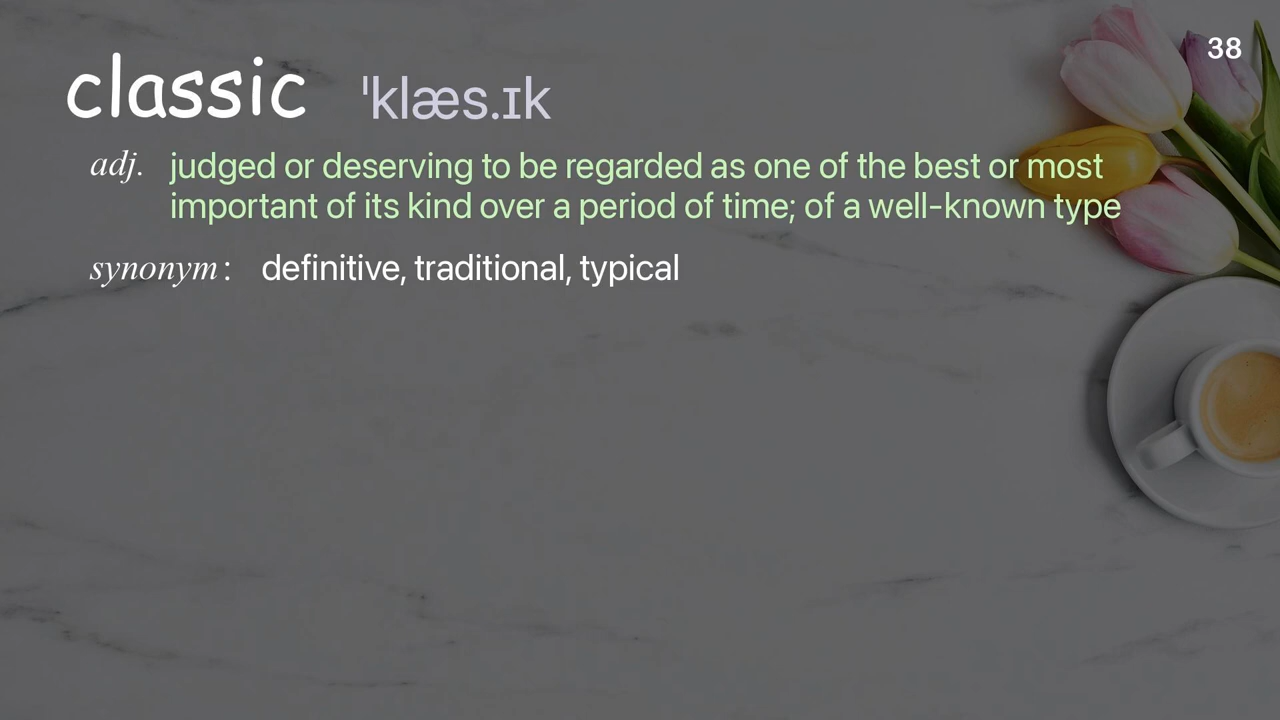 38
classic ˈklæs.ɪk
adj. judged or deserving to be regarded as one of the best or most
important of its kind over a period of time; of a well-known type
synonym : definitive, traditional, typical